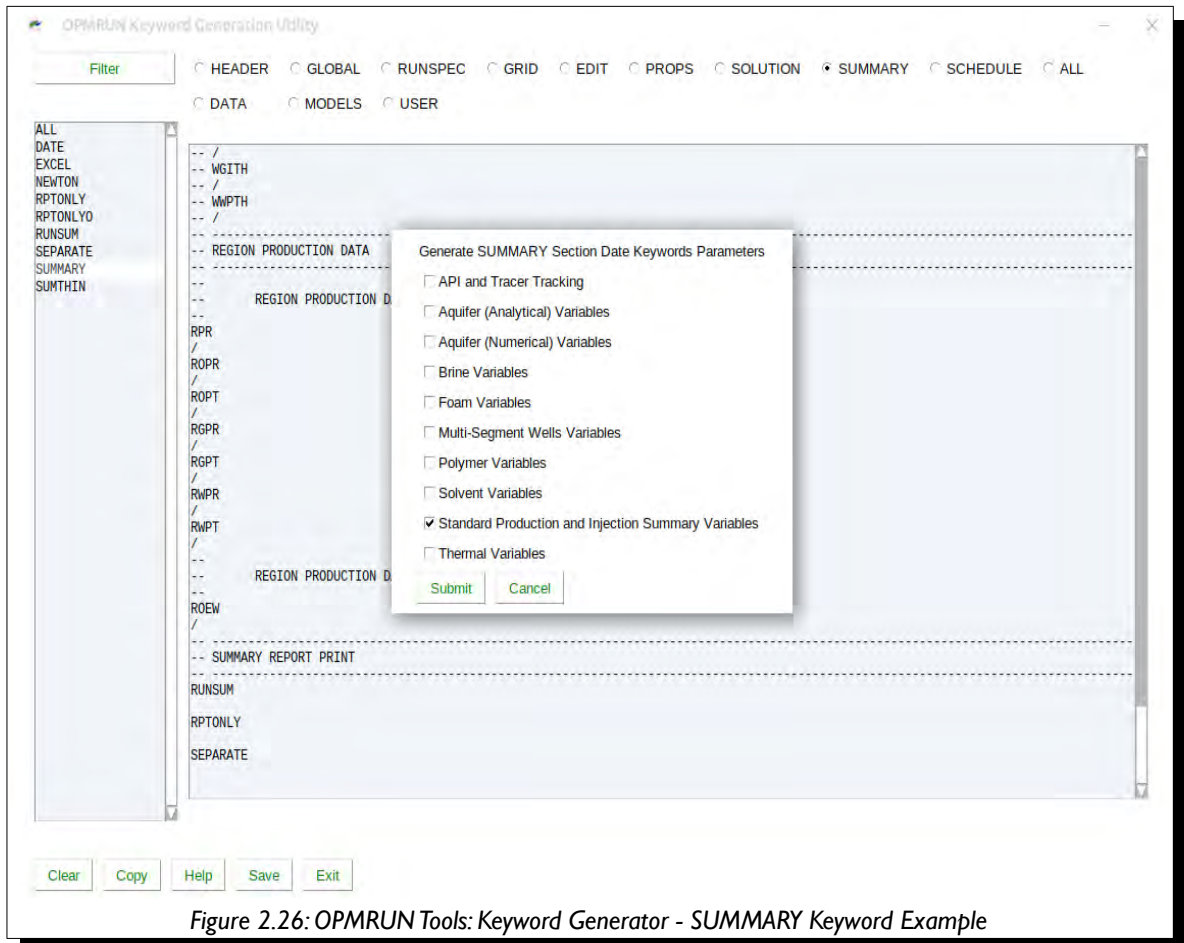 OPMRUN Keyword Generation Utility
Filter
HEADER GLOBAL RUNSPEC GRID EDIT PROPS SOLUTION SUMMARY SCHEDULE ALL
DATA MODELS USER
ALL
DATE
EXCEL
NEWTON
RPTONLY
RPTONLYO
RUNSUM
SEPARATE
SUMMARY
SUMTHIN
-- /
-- WGITH
-- /
-- WWPTH
-- /
-- ------------------------------------------------------------------------------------------------
-- REGION PRODUCTION DATA
-- ------------------------------------------------------------------------------------------------
--
-- REGION PRODUCTION D
--
RPR
/
ROPR
/
ROPT
/
RGPR
/
RGPT
/
RWPR
/
RWPT
/
--
-- REGION PRODUCTION D
--
ROEW
/
-- ------------------------------------------------------------------------------------------------
-- SUMMARY REPORT PRINT
-- ------------------------------------------------------------------------------------------------
RUNSUM
RPTONLY
SEPARATE
Generate SUMMARY Section Date Keywords Parameters
API and Tracer Tracking
Aquifer (Analytical) Variables
Aquifer (Numerical) Variables
Brine Variables
Foam Variables
Multi-Segment Wells Variables
Polymer Variables
Solvent Variables
Standard Production and Injection Summary Variables
Thermal Variables
Submit Cancel
Clear Copy Help Save Exit
Figure 2.26: OPMRUN Tools: Keyword Generator - SUMMARY Keyword Example